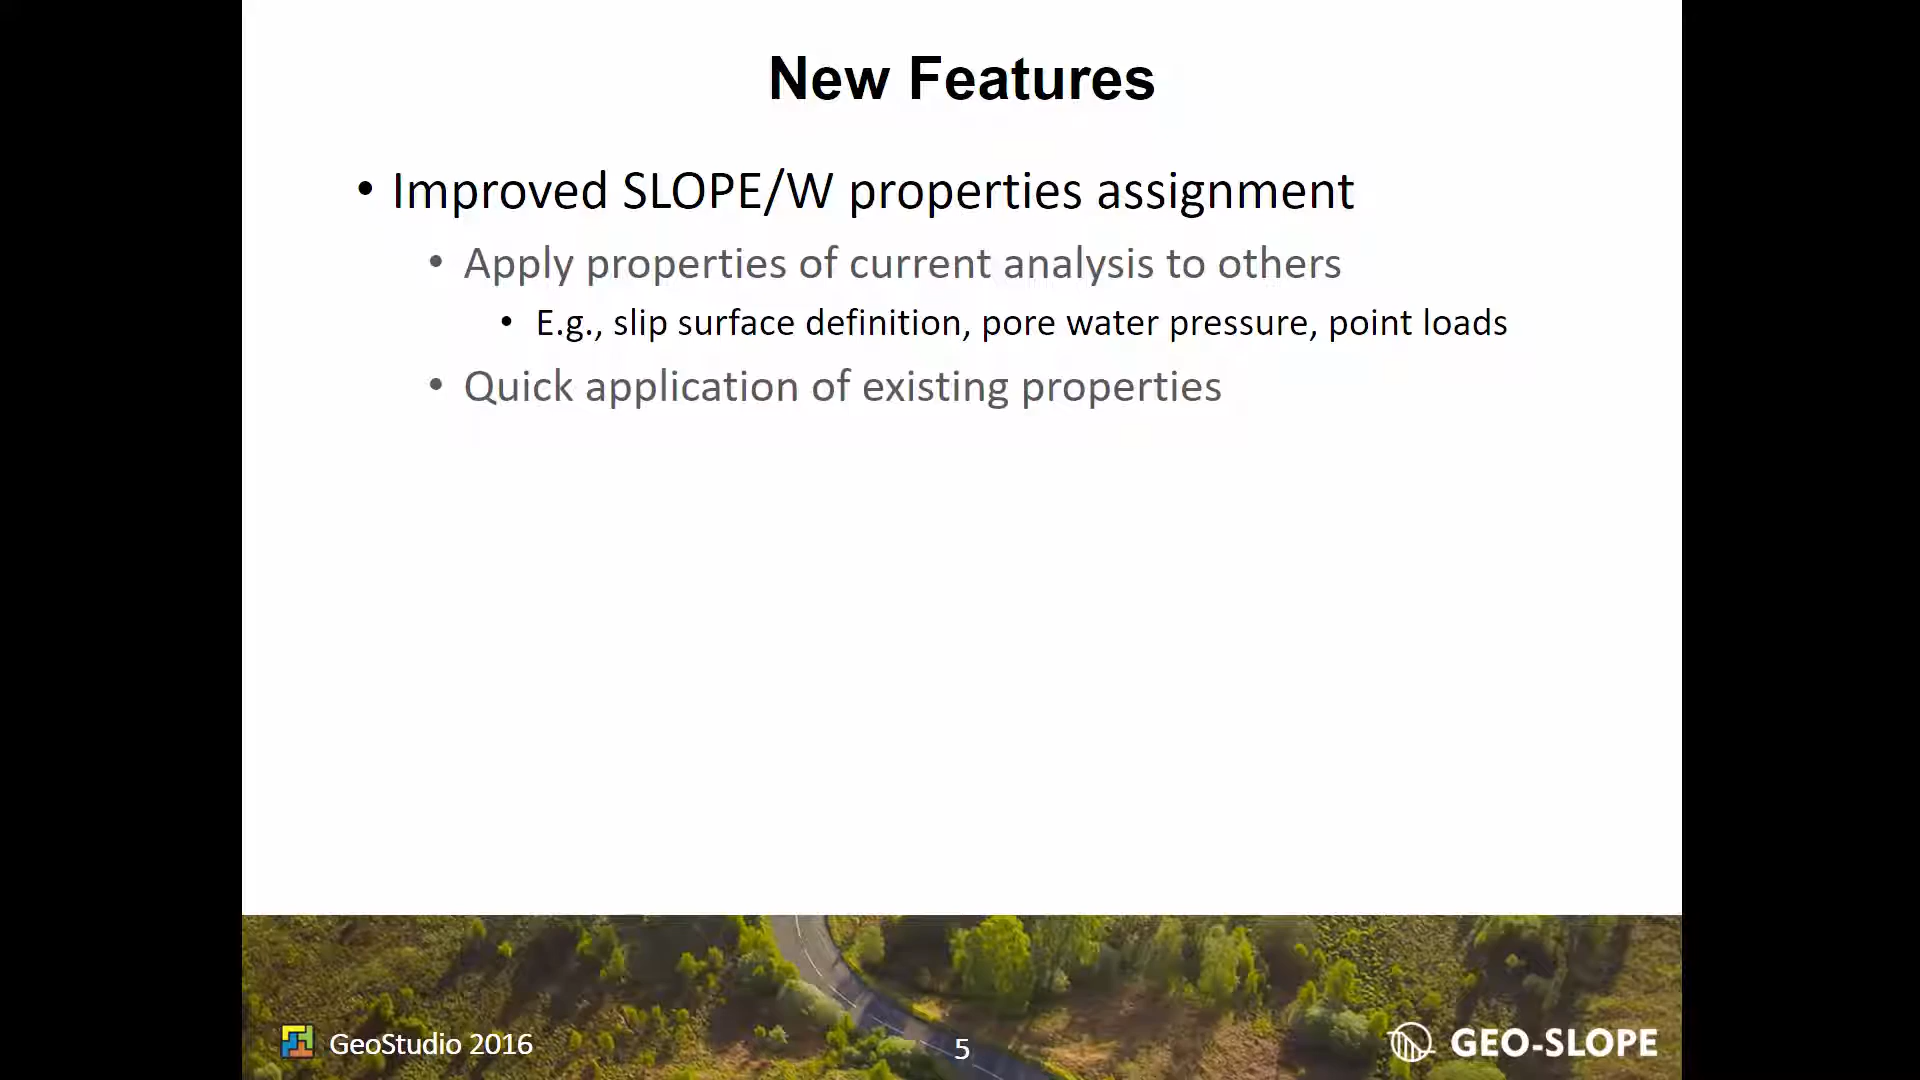 New Features
• Improved SLOPE/W properties assignment
• Apply properties of current analysis to others
• E.g., slip surface definition, pore water pressure, point loads
• Quick application of existing properties
GeoStudio 2016
5
GEO-SLOPE